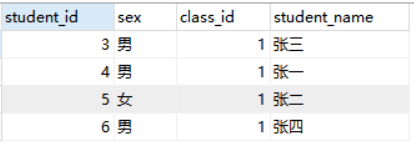 student_id sex class_id student_name
3 男 1 张三
4 男 1 张一
5 女 1 张二
6 男 1 张四